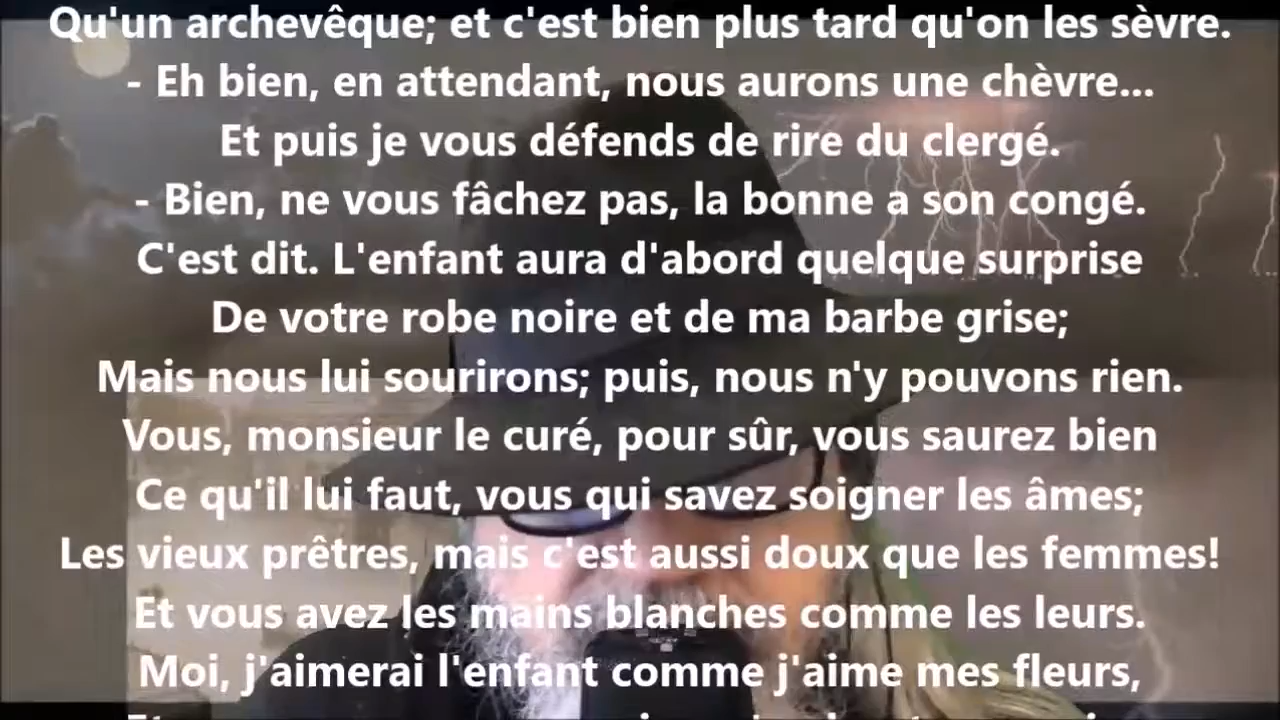 Qu'un archevêque; et c'est bien plus tard qu'on les sèvre.
- Eh bien, en attendant, nous aurons une chèvre...
Et puis je vous défends de rire du clergé.
- Bien, ne vous fâchez pas, la bonne a son congé.
C'est dit. L'enfant aura d'abord quelque surprise
De votre robe noire et de ma barbe grise;
Mais nous lui sourirons; puis, nous n'y pouvons rien.
Vous, monsieur le curé, pour sûr, vous saurez bien
Ce qu'il lui faut, vous qui savez soigner les âmes;
Les vieux prêtres, mais c'est aussi doux que les femmes!
Et vous avez les mains blanches comme les leurs.
Moi, j'aimerai l'enfant comme j'aime mes fleurs,